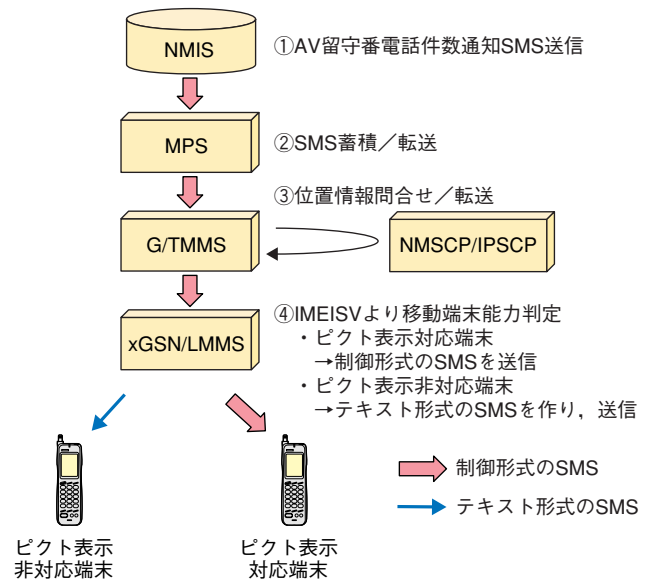 NMIS
①AV留守番電話件数通知SMS送信
MPS
②SMS蓄積／転送
③位置情報問合せ／転送
G/TMMS
NMSCP/IPSCP
xGSN/LMMS
④IMEISVより移動端末能力判定
・ピクト表示対応端末
→制御形式のSMSを送信
・ピクト表示非対応端末
→テキスト形式のSMSを作り，送信
制御形式のSMS
テキスト形式のSMS
ピクト表示
非対応端末
ピクト表示
対応端末